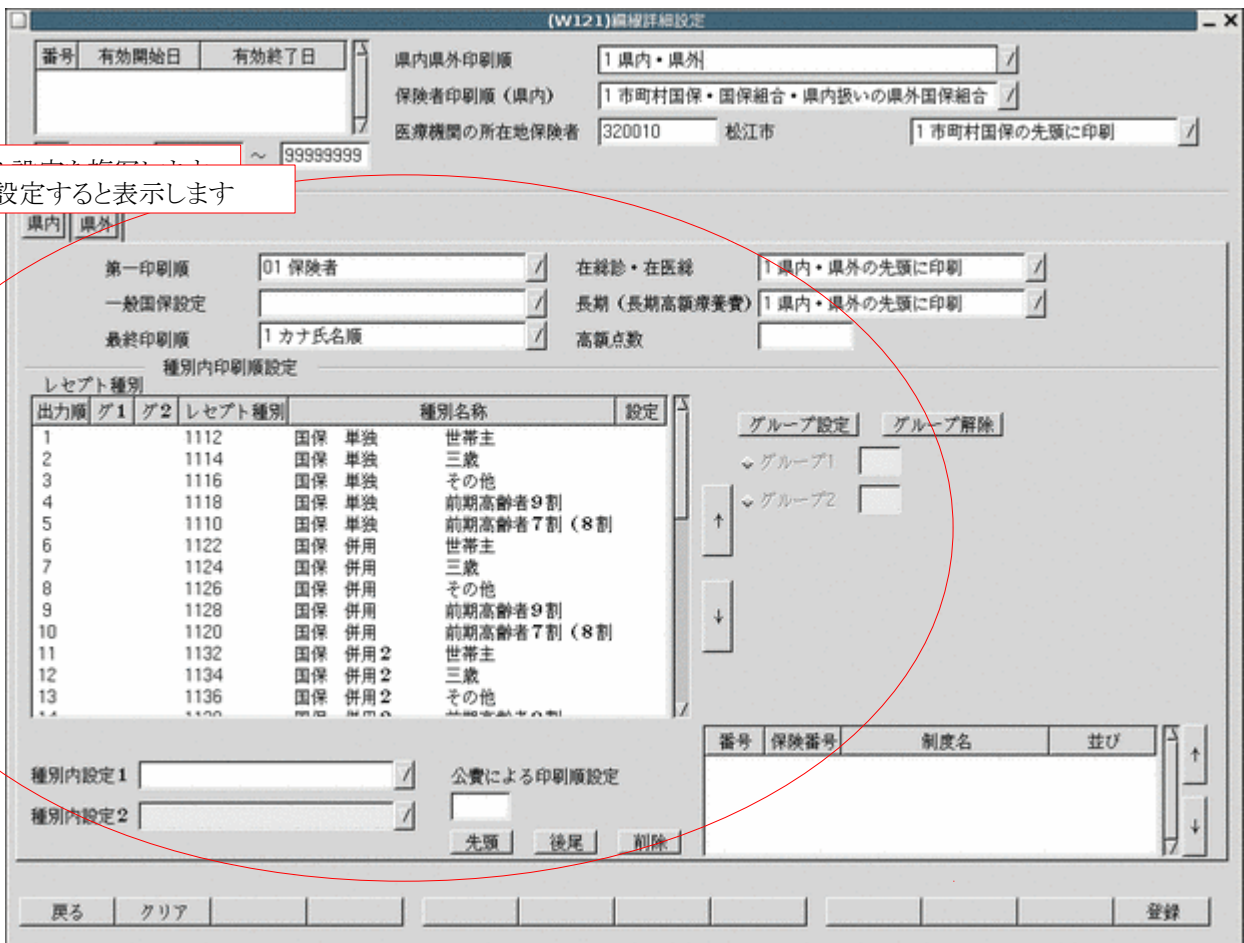 (W121)編綴詳細設定
番号 有効開始日 有効終了日
県内県外印刷順 1 県内・県外
保険者印刷順（県内） 1 市町村国保・国保組合・県内扱いの県外国保組合
医療機関の所在地保険者 320010 松江市 1 市町村国保の先頭に印刷
～ 99999999
設定すると表示します
県内 県外
第一印刷順 01 保険者 在総診・在医総 1 県内・県外の先頭に印刷
一般国保設定 長期（長期高額療養費） 1 県内・県外の先頭に印刷
最終印刷順 1 カナ氏名順 高額点数
種別内印刷順設定
レセプト種別
出力順 グ1 グ2 レセプト種別 種別名称 設定
1 1112 国保 単独 世帯主
2 1114 国保 単独 三歳
3 1116 国保 単独 その他
4 1118 国保 単独 前期高齢者9割
5 1110 国保 単独 前期高齢者7割（8割
6 1122 国保 併用 世帯主
7 1124 国保 併用 三歳
8 1126 国保 併用 その他
9 1128 国保 併用 前期高齢者9割
10 1120 国保 併用 前期高齢者7割（8割
11 1132 国保 併用2 世帯主
12 1134 国保 併用2 三歳
13 1136 国保 併用2 その他
グループ設定 グループ解除
グループ1
グループ2
↑
↓
番号 保険番号 制度名 並び
↑
↓
種別内設定1 公費による印刷順設定
種別内設定2
先頭 後尾 削除
戻る クリア 登録